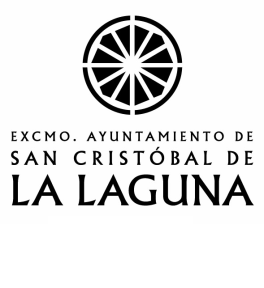 EXCMO. AYUNTAMIENTO DE
SAN CRISTÓBAL DE
LA LAGUNA